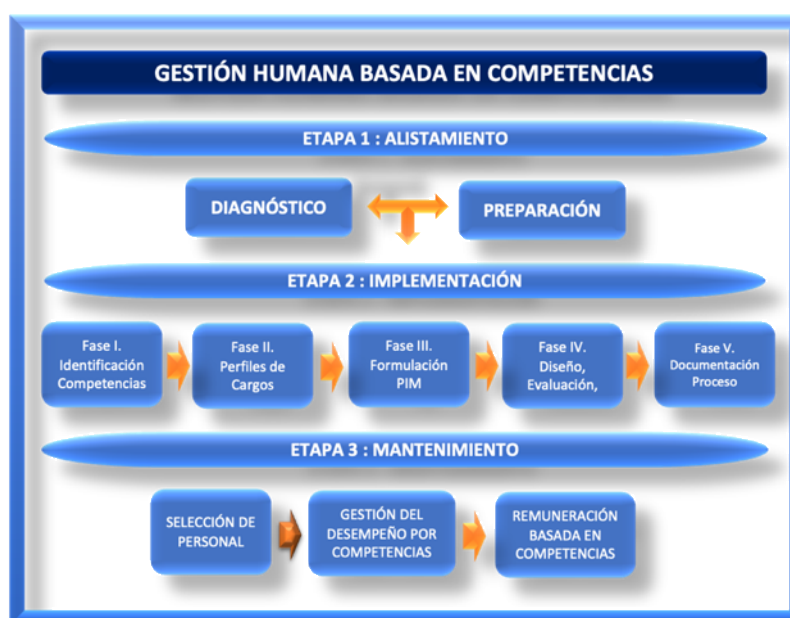 GESTIÓN HUMANA BASADA EN COMPETENCIAS
ETAPA 1 : ALISTAMIENTO
DIAGNÓSTICO
PREPARACIÓN
ETAPA 2 : IMPLEMENTACIÓN
Fase I.
Identificación
Competencias
Fase II.
Perfiles de
Cargos
Fase III.
Formulación
PIM
Fase IV.
Diseño,
Evaluación,
Fase V.
Documentación
Proceso
ETAPA 3 : MANTENIMIENTO
SELECCIÓN DE
PERSONAL
GESTIÓN DEL
DESEMPEÑO POR
COMPETENCIAS
REMUNERACIÓN
BASADA EN
COMPETENCIAS